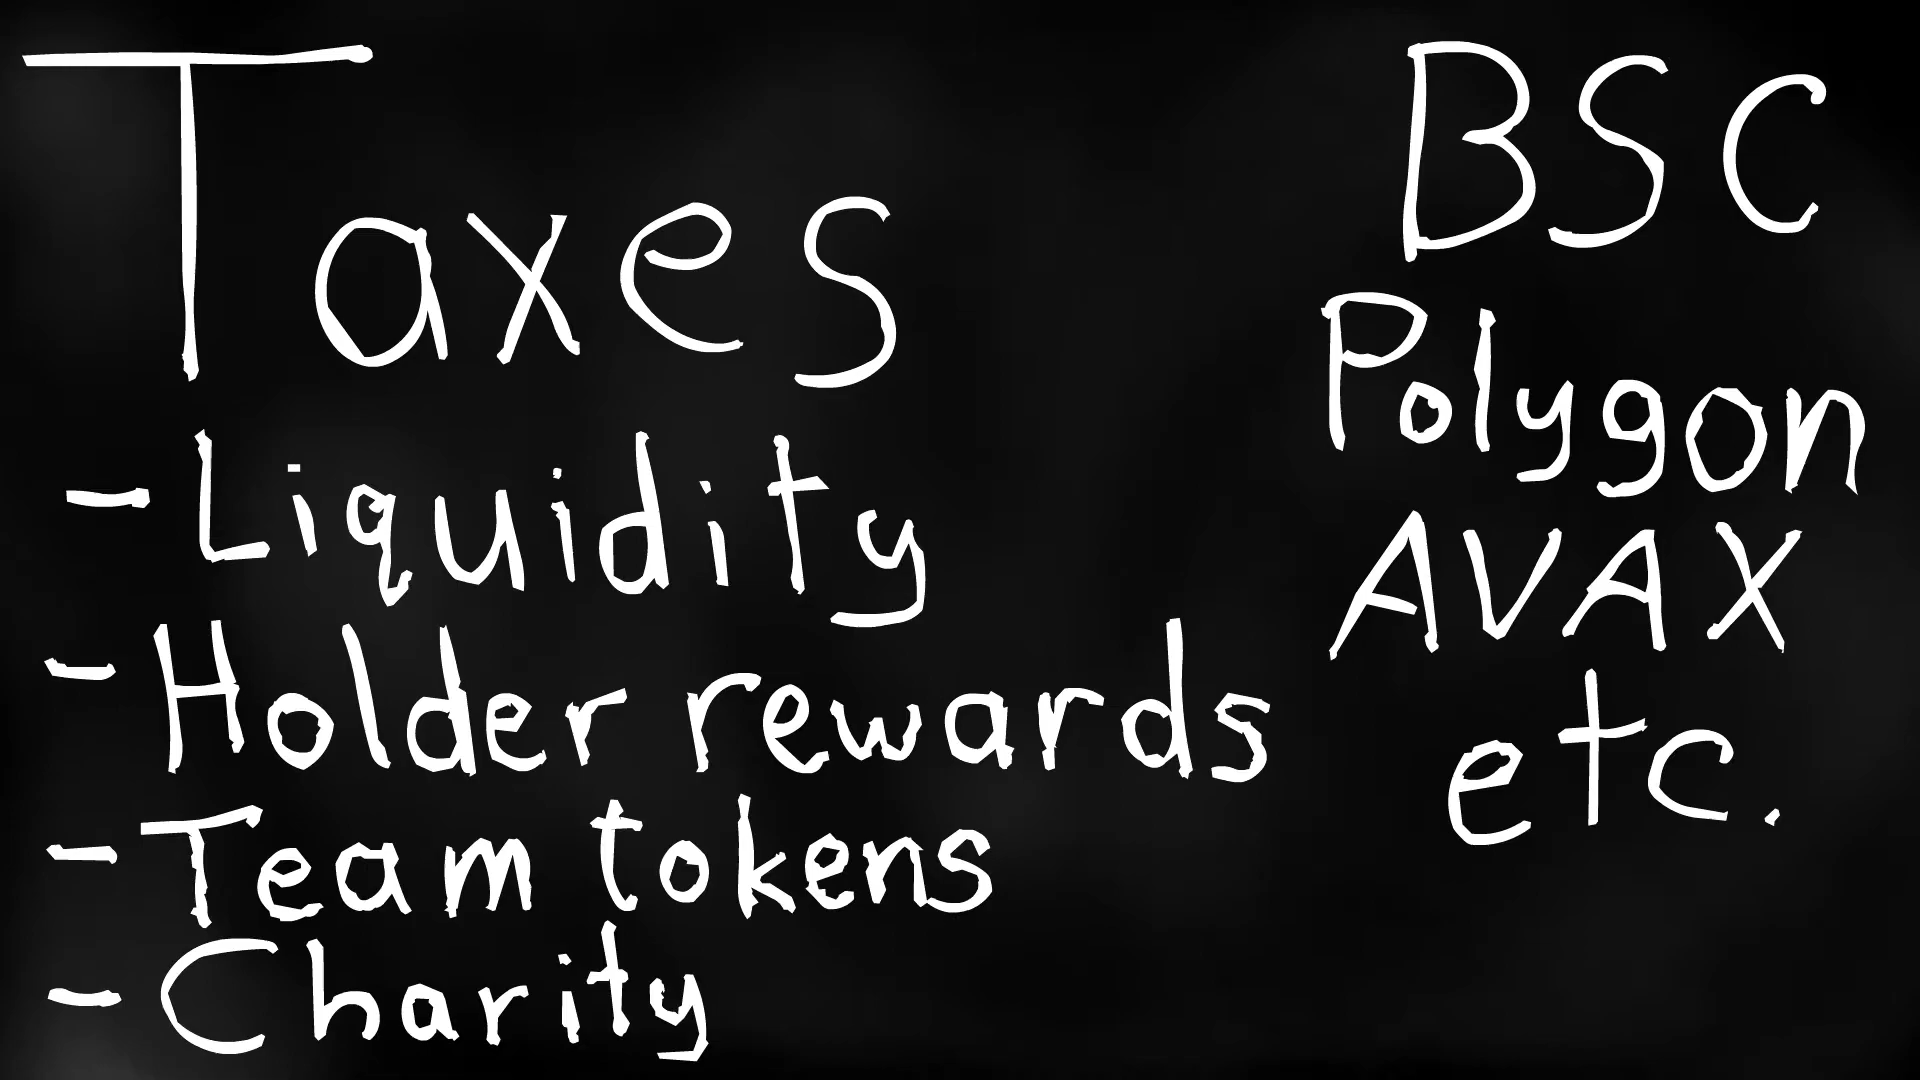 Taxes
- Liquidity
- Holder rewards
- Team tokens
- Charity
BSC
Polygon
AVAX
etc.